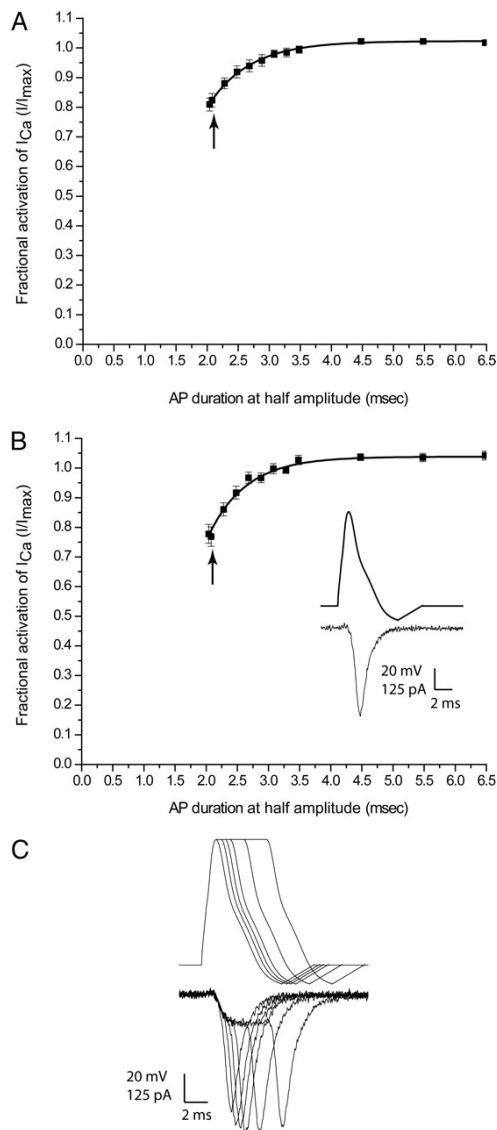 A
Fractional activation of ICa (I/Imax)
1.1
1.0
0.9
0.8
0.7
0.6
0.5
0.4
0.3
0.2
0.1
0.0
0.0 0.5 1.0 1.5 2.0 2.5 3.0 3.5 4.0 4.5 5.0 5.5 6.0 6.5
AP duration at half amplitude (msec)
B
Fractional activation of ICa (I/Imax)
1.1
1.0
0.9
0.8
0.7
0.6
0.5
0.4
0.3
0.2
0.1
0.0
20 mV
125 pA
2 ms
0.0 0.5 1.0 1.5 2.0 2.5 3.0 3.5 4.0 4.5 5.0 5.5 6.0 6.5
AP duration at half amplitude (msec)
C
20 mV
125 pA
2 ms